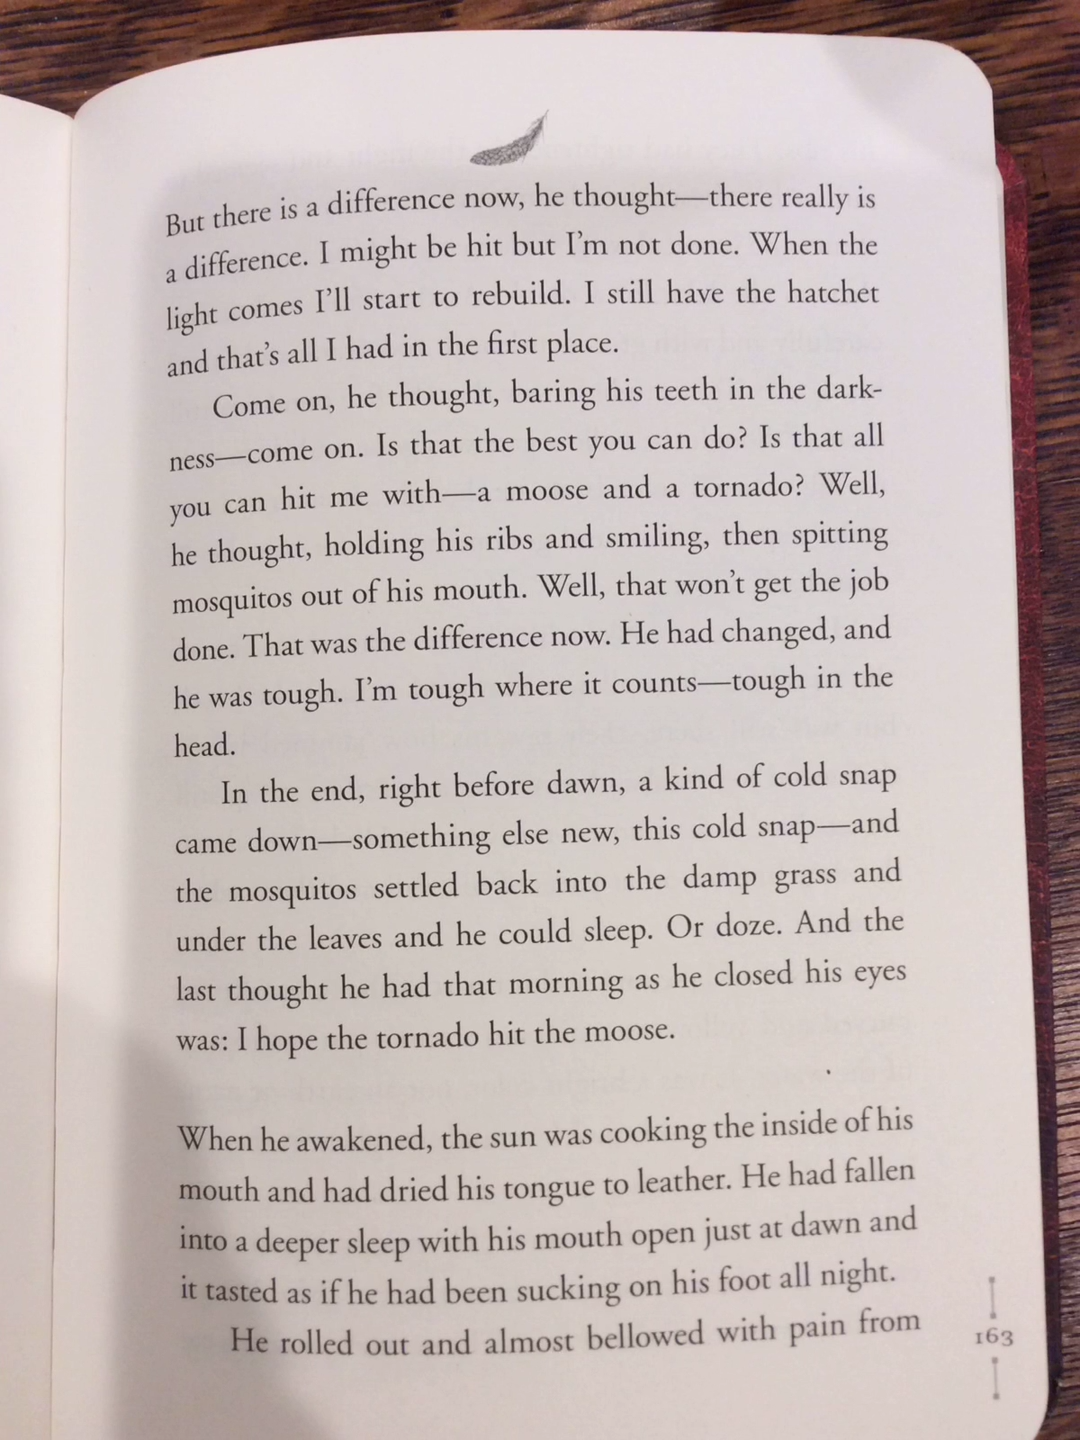 But there is a difference now, he thought—there really is
a difference. I might be hit but I'm not done. When the
light comes I'll start to rebuild. I still have the hatchet
and that's all I had in the first place.
Come on, he thought, baring his teeth in the dark-
ness—come on. Is that the best you can do? Is that all
you can hit me with—a moose and a tornado? Well,
he thought, holding his ribs and smiling, then spitting
mosquitos out of his mouth. Well, that won't get the job
done. That was the difference now. He had changed, and
he was tough. I'm tough where it counts—tough in the
head.
In the end, right before dawn, a kind of cold snap
came down—something else new, this cold snap—and
the mosquitos settled back into the damp grass and
under the leaves and he could sleep. Or doze. And the
last thought he had that morning as he closed his eyes
was: I hope the tornado hit the moose.
When he awakened, the sun was cooking the inside of his
mouth and had dried his tongue to leather. He had fallen
into a deeper sleep with his mouth open just at dawn and
it tasted as if he had been sucking on his foot all night.
He rolled out and almost bellowed with pain from
163